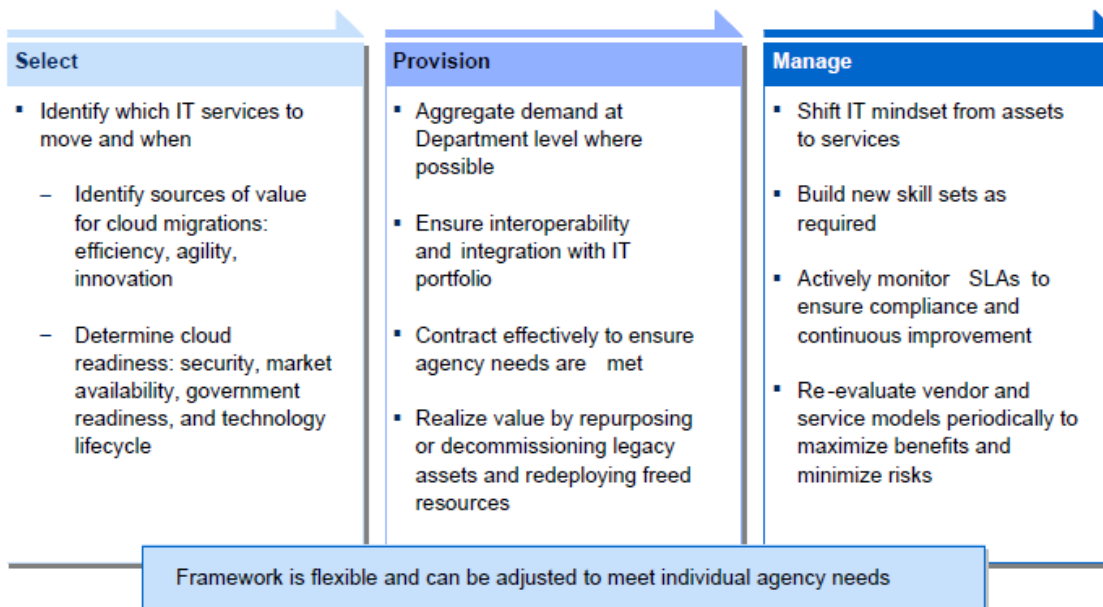 Select
▪ Identify which IT services to
move and when
– Identify sources of value
for cloud migrations:
efficiency, agility,
innovation
– Determine cloud
readiness: security, market
availability, government
readiness, and technology
lifecycle
Provision
▪ Aggregate demand at
Department level where
possible
▪ Ensure interoperability
and integration with IT
portfolio
▪ Contract effectively to ensure
agency needs are met
▪ Realize value by repurposing
or decommissioning legacy
assets and redeploying freed
resources
Manage
▪ Shift IT mindset from assets
to services
▪ Build new skill sets as
required
▪ Actively monitor SLAs to
ensure compliance and
continuous improvement
▪ Re-evaluate vendor and
service models periodically to
maximize benefits and
minimize risks
Framework is flexible and can be adjusted to meet individual agency needs